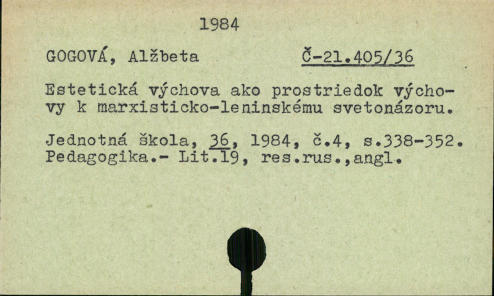 1984
GOGOVÁ, Alžbeta Č-21.405/36
Estetická výchova ako prostriedok výcho-
vy k marxisticko-leninskému svetonázoru.
Jednotná škola, 36, 1984, č.4, s.338-352.
Pedagogika.- Lit.19, res.rus.,angl.